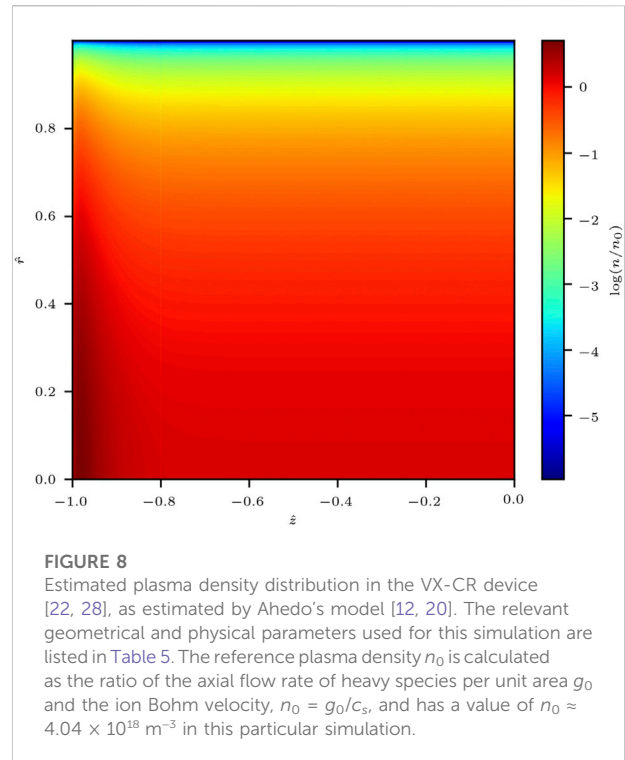 0.8
0.6
0.4
0.2
0.0
r̂
−1.0 −0.8 −0.6 −0.4 −0.2 0.0
ẑ
0
−1
−2
−3
−4
−5
log(n/n₀)
FIGURE 8
Estimated plasma density distribution in the VX-CR device
[22, 28], as estimated by Ahedo's model [12, 20]. The relevant
geometrical and physical parameters used for this simulation are
listed in Table 5. The reference plasma density n₀ is calculated
as the ratio of the axial flow rate of heavy species per unit area g₀
and the ion Bohm velocity, n₀ = g₀/cₛ, and has a value of n₀ ≈
4.04 × 10¹⁸ m⁻³ in this particular simulation.